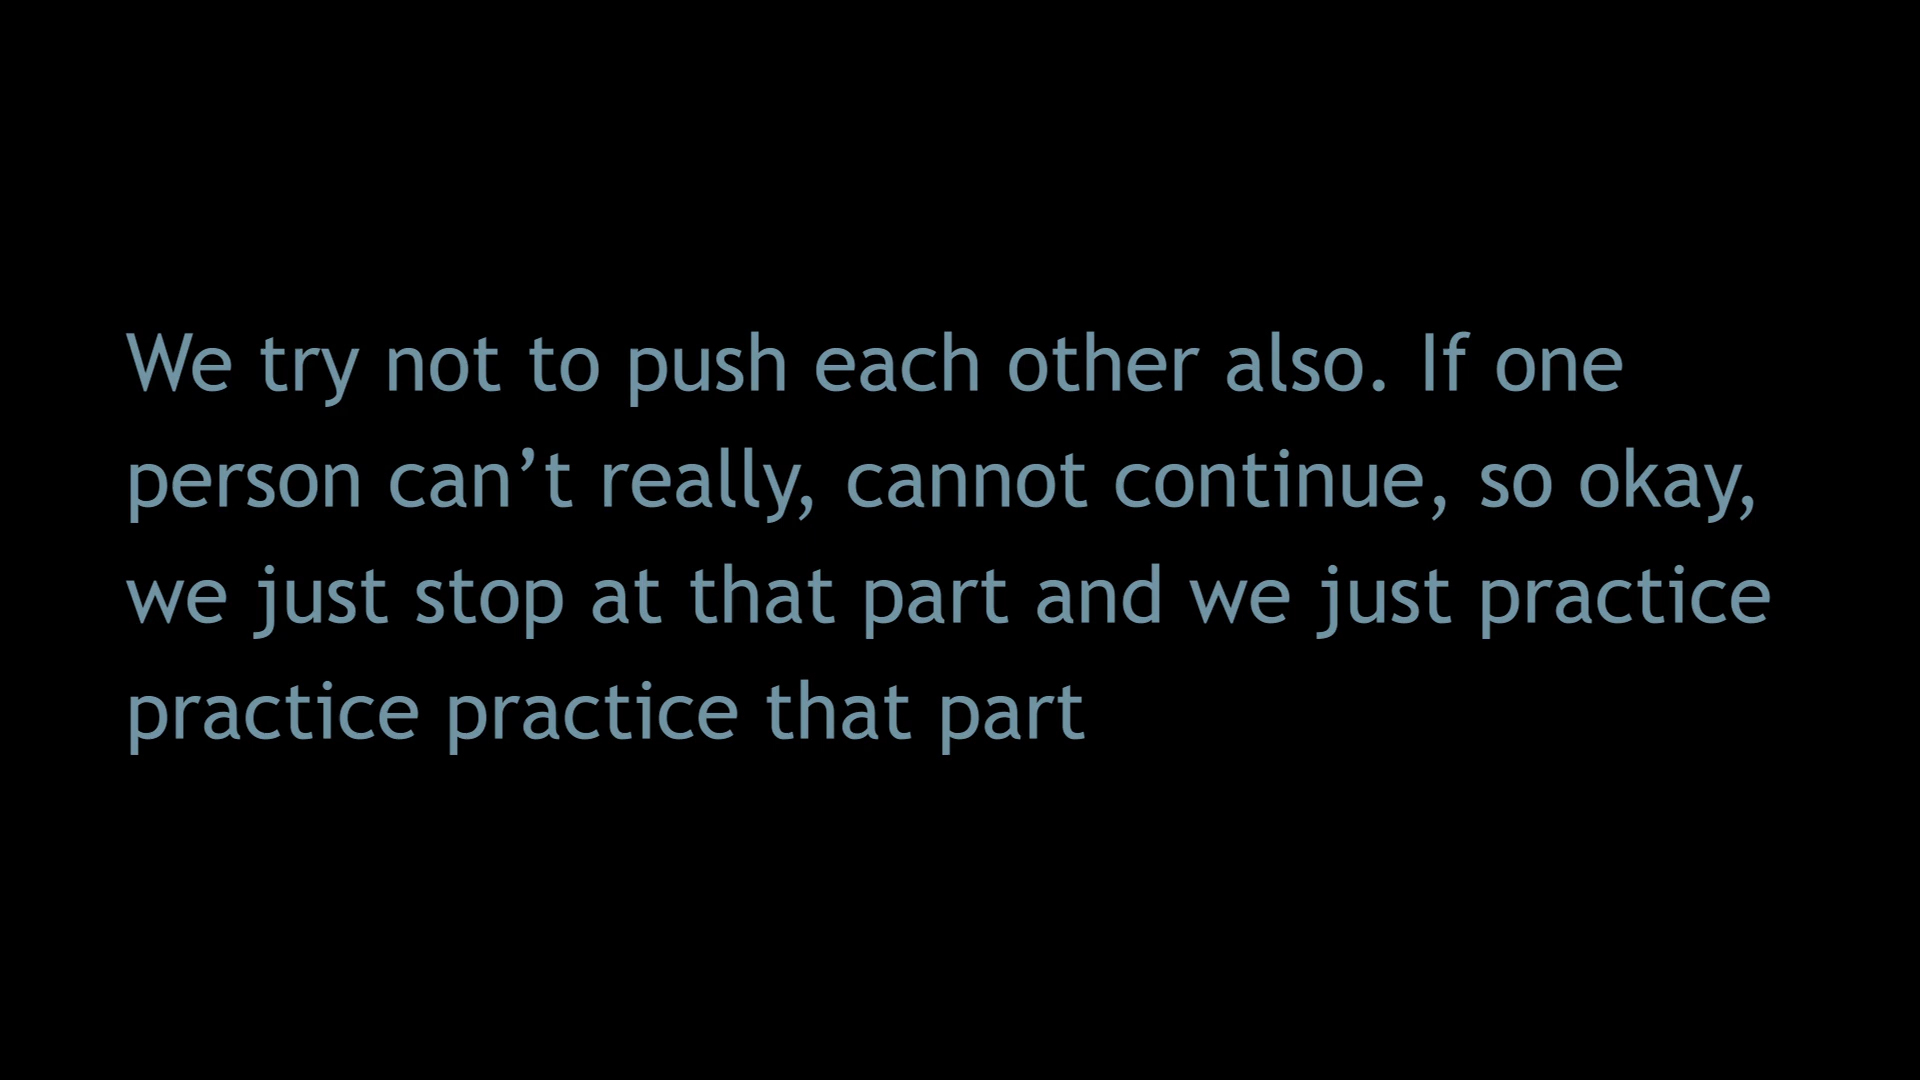 We try not to push each other also. If one
person can’t really, cannot continue, so okay,
we just stop at that part and we just practice
practice practice that part